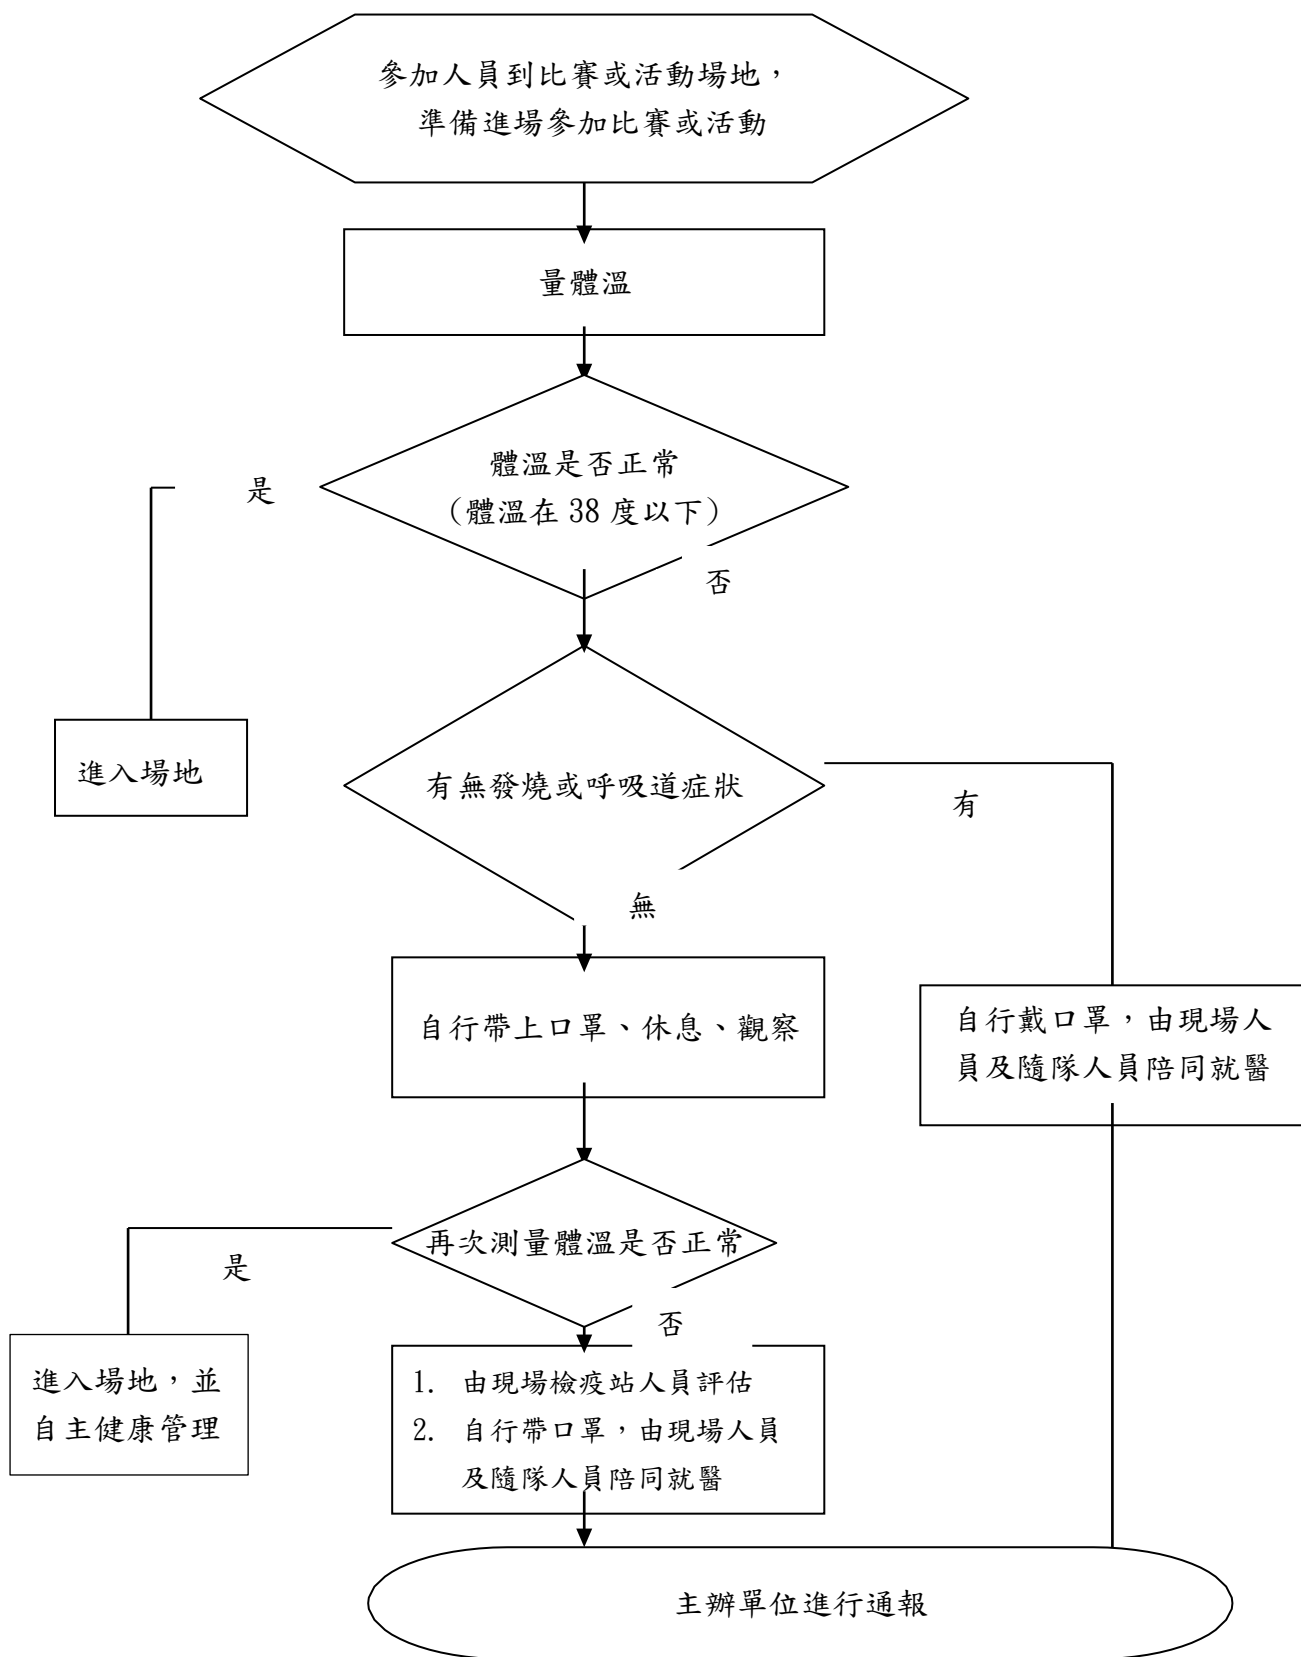 參加人員到比賽或活動場地，
準備進場參加比賽或活動
量體溫
體溫是否正常
（體溫在 38 度以下）
是
否
進入場地
有無發燒或呼吸道症狀
有
無
自行帶上口罩、休息、觀察
自行戴口罩，由現場人
員及隨隊人員陪同就醫
再次測量體溫是否正常
是
否
進入場地，並
自主健康管理
1. 由現場檢疫站人員評估
2. 自行帶口罩，由現場人員
及隨隊人員陪同就醫
主辦單位進行通報